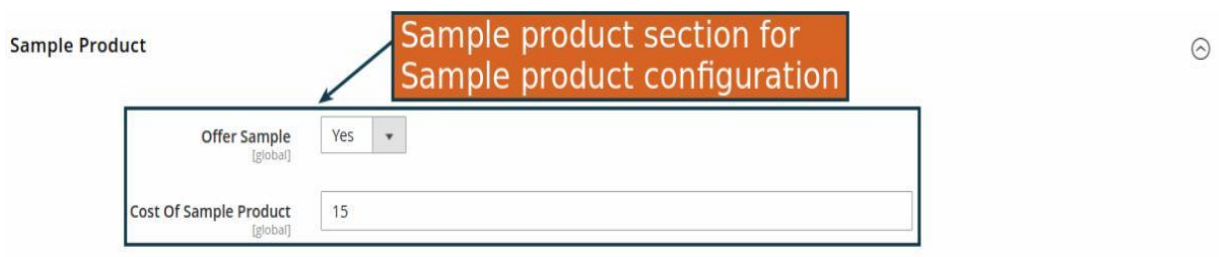 Sample Product
Sample product section for
Sample product configuration
Offer Sample
[global]
Yes
Cost Of Sample Product
[global]
15